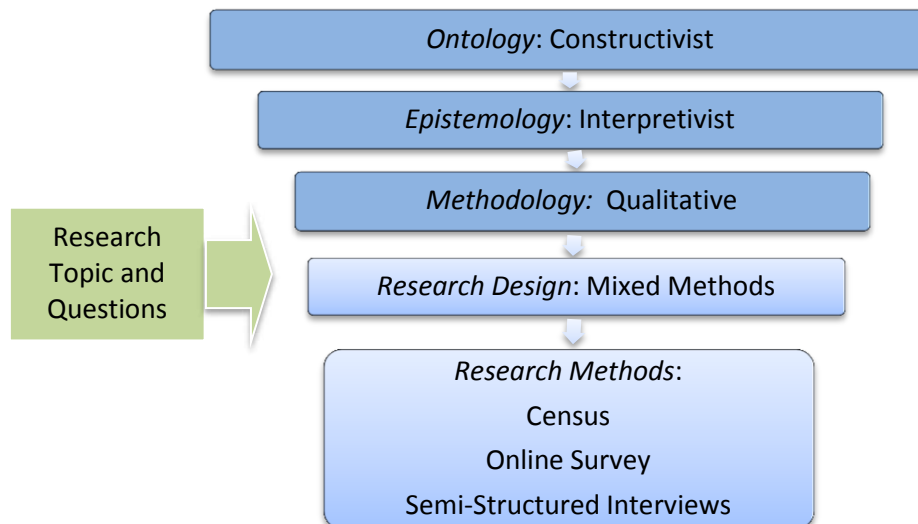 Ontology: Constructivist
Epistemology: Interpretivist
Methodology: Qualitative
Research
Topic and
Questions
Research Design: Mixed Methods
Research Methods:
Census
Online Survey
Semi-Structured Interviews